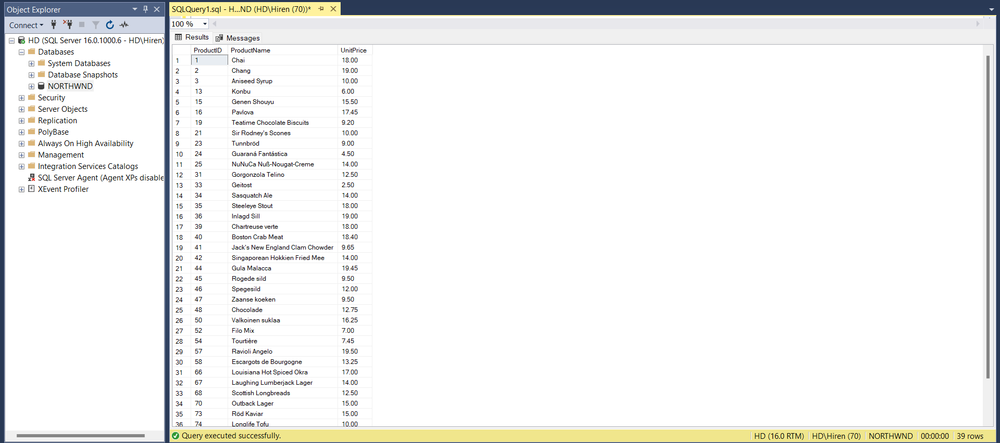 Object Explorer
Connect
HD (SQL Server 16.0.1000.6 - HD\Hiren)
Databases
System Databases
Database Snapshots
NORTHWND
Security
Server Objects
Replication
PolyBase
Always On High Availability
Management
Integration Services Catalogs
SQL Server Agent (Agent XPs disable
XEvent Profiler
SQLQuery1.sql - H...ND (HD\Hiren (70))*
100 %
Results Messages
ProductID ProductName UnitPrice
1 1 Chai 18.00
2 2 Chang 19.00
3 3 Aniseed Syrup 10.00
4 13 Konbu 6.00
5 15 Genen Shouyu 15.50
6 16 Pavlova 17.45
7 19 Teatime Chocolate Biscuits 9.20
8 21 Sir Rodney's Scones 10.00
9 23 Tunnbröd 9.00
10 24 Guaraná Fantástica 4.50
11 25 NuNuCa Nuß-Nougat-Creme 14.00
12 31 Gorgonzola Telino 12.50
13 33 Geitost 2.50
14 34 Sasquatch Ale 14.00
15 35 Steeleye Stout 18.00
16 36 Inlagd Sill 19.00
17 39 Chartreuse verte 18.00
18 40 Boston Crab Meat 18.40
19 41 Jack's New England Clam Chowder 9.65
20 42 Singaporean Hokkien Fried Mee 14.00
21 44 Gula Malacca 19.45
22 45 Rogede sild 9.50
23 46 Spegesild 12.00
24 47 Zaanse koeken 9.50
25 48 Chocolade 12.75
26 50 Valkoinen suklaa 16.25
27 52 Filo Mix 7.00
28 54 Tourtière 7.45
29 57 Ravioli Angelo 19.50
30 58 Escargots de Bourgogne 13.25
31 66 Louisiana Hot Spiced Okra 17.00
32 67 Laughing Lumberjack Lager 14.00
33 68 Scottish Longbreads 12.50
34 70 Outback Lager 15.00
35 73 Röd Kaviar 15.00
36 74 Longlife Tofu 10.00
Query executed successfully.
HD (16.0 RTM) HD\Hiren (70) NORTHWND 00:00:00 39 rows